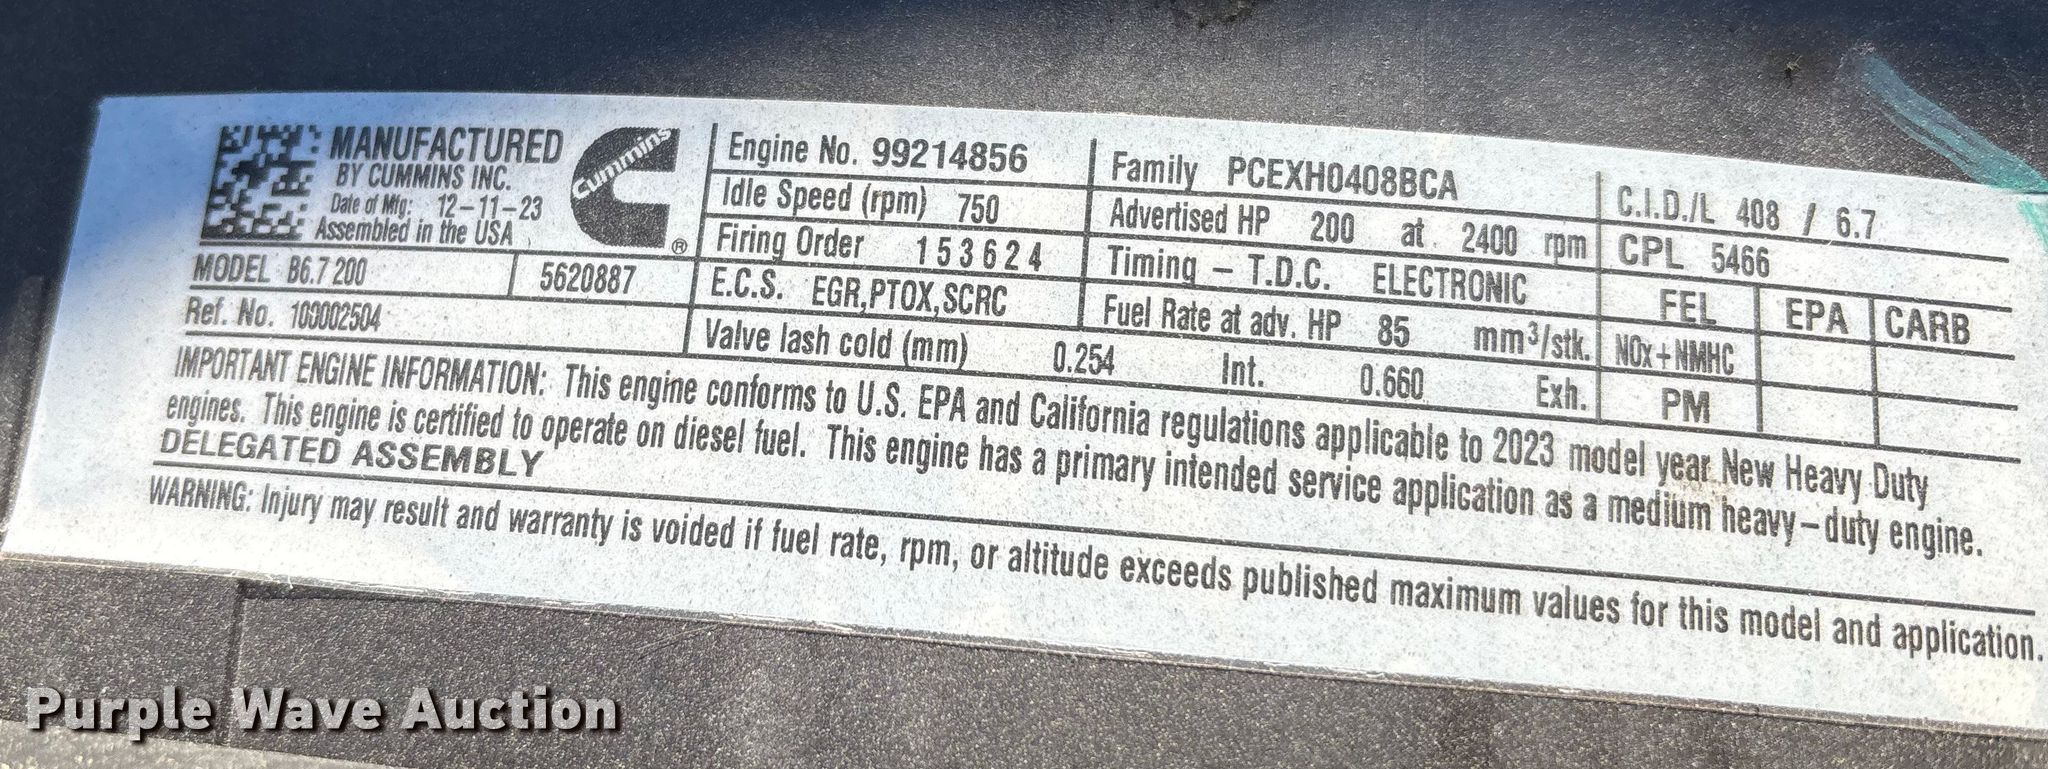 MANUFACTURED
BY CUMMINS INC.
Date of Mfg: 12-11-23
Assembled in the USA
Cummins ®
MODEL B6.7 200 5620887
Ref. No. 100002504
Engine No. 99214856
Idle Speed (rpm) 750
Firing Order 1 5 3 6 2 4
E.C.S. EGR,PTOX,SCRC
Valve lash cold (mm) 0.254 Int. 0.660 Exh.
Family PCEXH0408BCA
Advertised HP 200 at 2400 rpm
Timing - T.D.C. ELECTRONIC
Fuel Rate at adv. HP 85 mm³/stk.
C.I.D./L 408 / 6.7
CPL 5466
FEL EPA CARB
NOx+NMHC
PM
IMPORTANT ENGINE INFORMATION: This engine conforms to U.S. EPA and California regulations applicable to 2023 model year New Heavy Duty
engines. This engine is certified to operate on diesel fuel. This engine has a primary intended service application as a medium heavy-duty engine.
DELEGATED ASSEMBLY
WARNING: Injury may result and warranty is voided if fuel rate, rpm, or altitude exceeds published maximum values for this model and application.
Purple Wave Auction